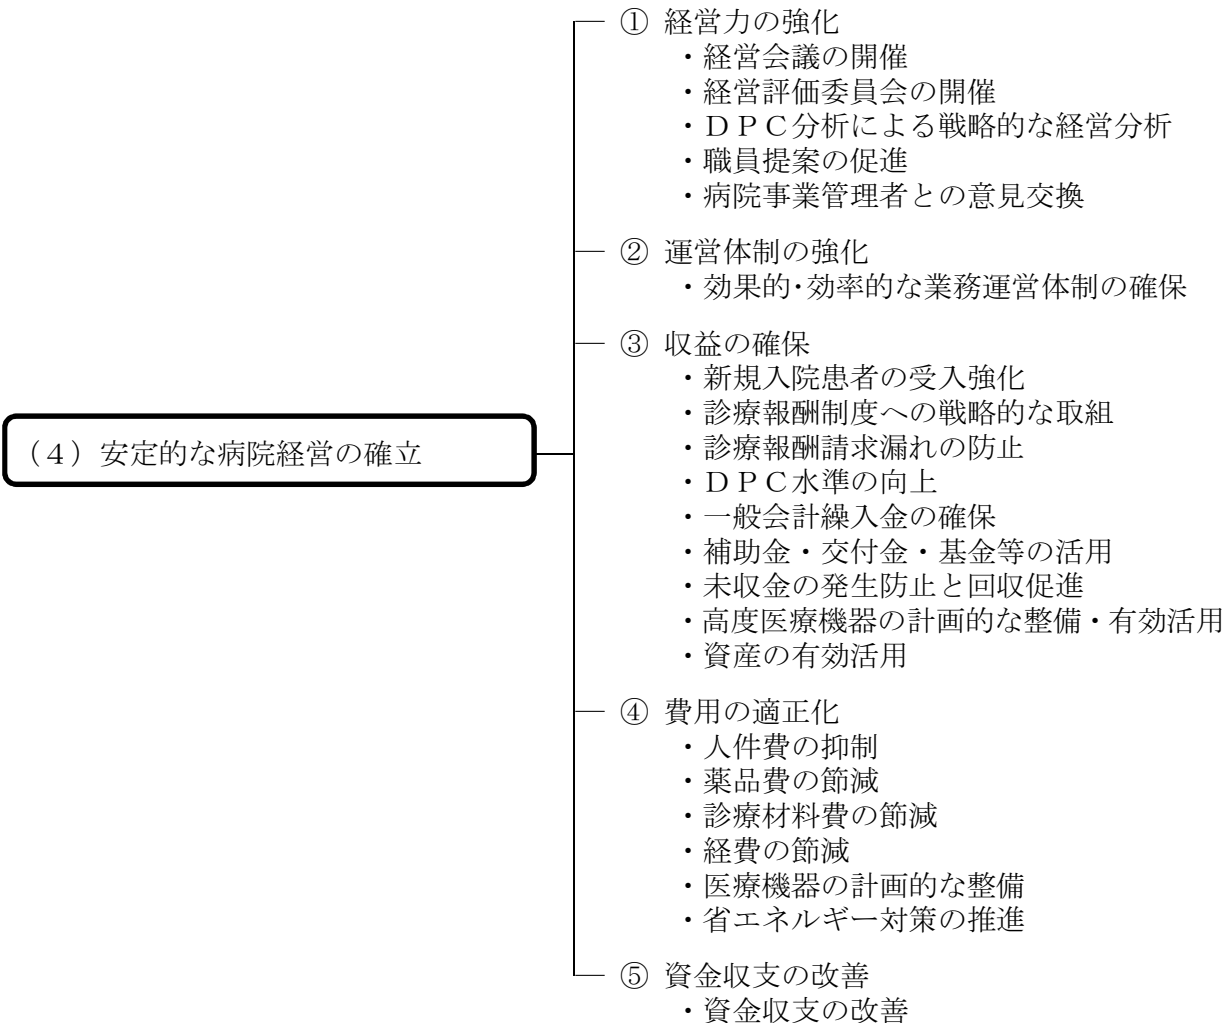 ① 経営力の強化
・経営会議の開催
・経営評価委員会の開催
・ＤＰＣ分析による戦略的な経営分析
・職員提案の促進
・病院事業管理者との意見交換
② 運営体制の強化
・効果的･効率的な業務運営体制の確保
③ 収益の確保
・新規入院患者の受入強化
・診療報酬制度への戦略的な取組
・診療報酬請求漏れの防止
・ＤＰＣ水準の向上
・一般会計繰入金の確保
・補助金・交付金・基金等の活用
・未収金の発生防止と回収促進
・高度医療機器の計画的な整備・有効活用
・資産の有効活用
（４）安定的な病院経営の確立
④ 費用の適正化
・人件費の抑制
・薬品費の節減
・診療材料費の節減
・経費の節減
・医療機器の計画的な整備
・省エネルギー対策の推進
⑤ 資金収支の改善
・資金収支の改善